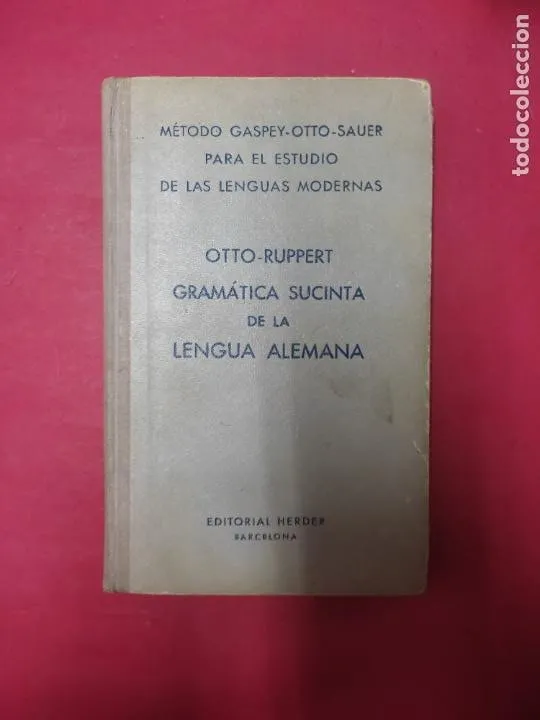 MÉTODO GASPEY-OTTO-SAUER
PARA EL ESTUDIO
DE LAS LENGUAS MODERNAS
OTTO-RUPPERT
GRAMÁTICA SUCINTA
DE LA
LENGUA ALEMANA
EDITORIAL HERDER
BARCELONA
todocoleccion